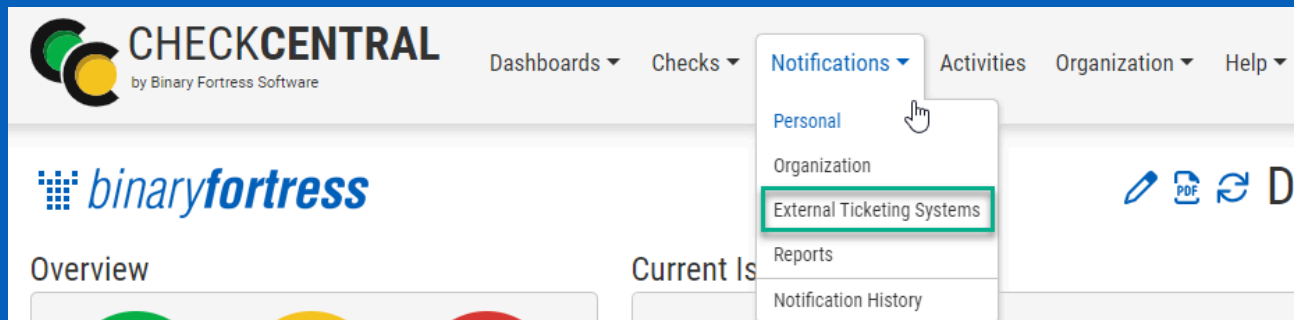 CHECKCENTRAL
by Binary Fortress Software
Dashboards Checks Notifications Activities Organization Help
Personal
Organization
External Ticketing Systems
Reports
Notification History
binaryfortress
PDF D
Overview
Current Is